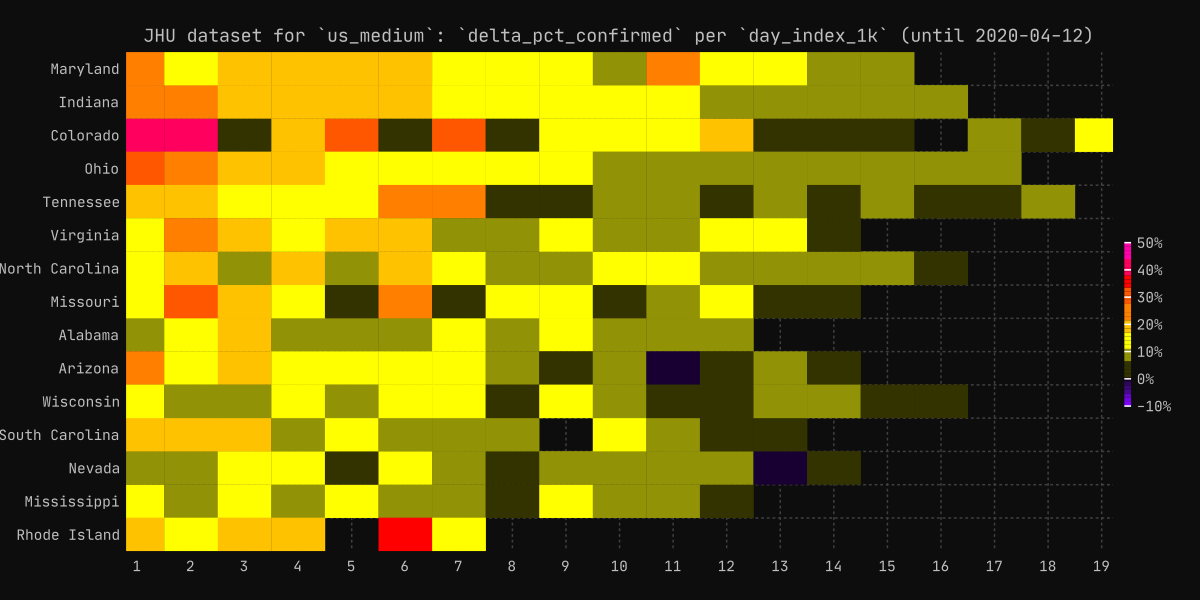 JHU dataset for `us_medium`: `delta_pct_confirmed` per `day_index_1k` (until 2020-04-12)
Maryland
Indiana
Colorado
Ohio
Tennessee
Virginia
North Carolina
Missouri
Alabama
Arizona
Wisconsin
South Carolina
Nevada
Mississippi
Rhode Island
1 2 3 4 5 6 7 8 9 10 11 12 13 14 15 16 17 18 19
50%
40%
30%
20%
10%
0%
-10%